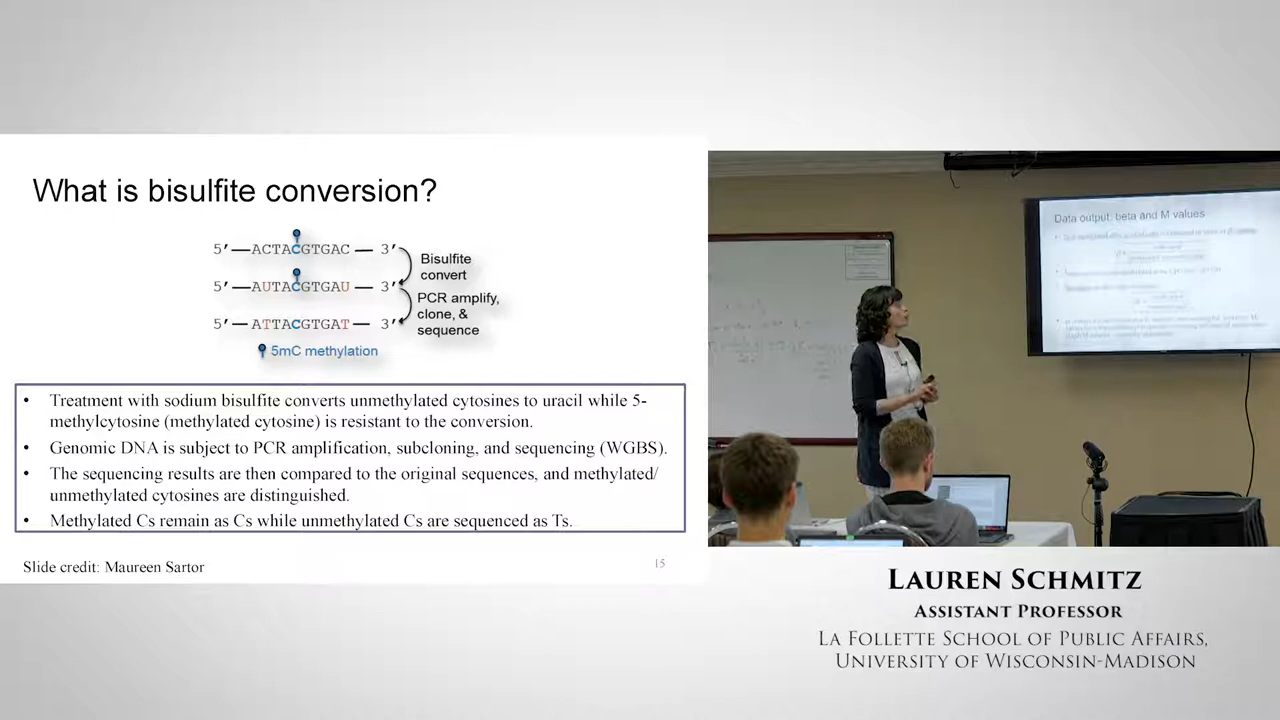 What is bisulfite conversion?
5’—ACTACGTGAC — 3’
Bisulfite
convert
5’—AUTACGTGAU — 3’
PCR amplify,
clone, &
sequence
5’— ATTACGTGAT — 3’
5mC methylation
• Treatment with sodium bisulfite converts unmethylated cytosines to uracil while 5-
methylcytosine (methylated cytosine) is resistant to the conversion.
• Genomic DNA is subject to PCR amplification, subcloning, and sequencing (WGBS).
• The sequencing results are then compared to the original sequences, and methylated/
unmethylated cytosines are distinguished.
• Methylated Cs remain as Cs while unmethylated Cs are sequenced as Ts.
Slide credit: Maureen Sartor
15
Data output: beta and M values
LAUREN SCHMITZ
ASSISTANT PROFESSOR
LA FOLLETTE SCHOOL OF PUBLIC AFFAIRS,
UNIVERSITY OF WISCONSIN-MADISON